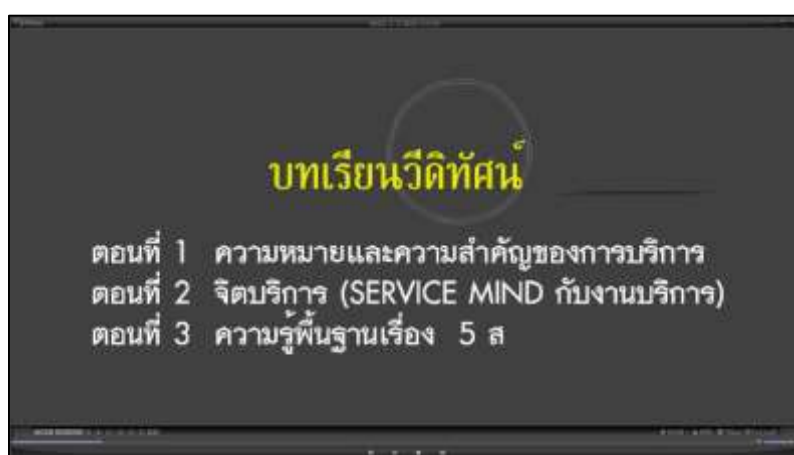 บทเรียนวีดิทัศน์
ตอนที่ 1 ความหมายและความสำคัญของการบริการ
ตอนที่ 2 จิตบริการ (SERVICE MIND กับงานบริการ)
ตอนที่ 3 ความรู้พื้นฐานเรื่อง 5 ส